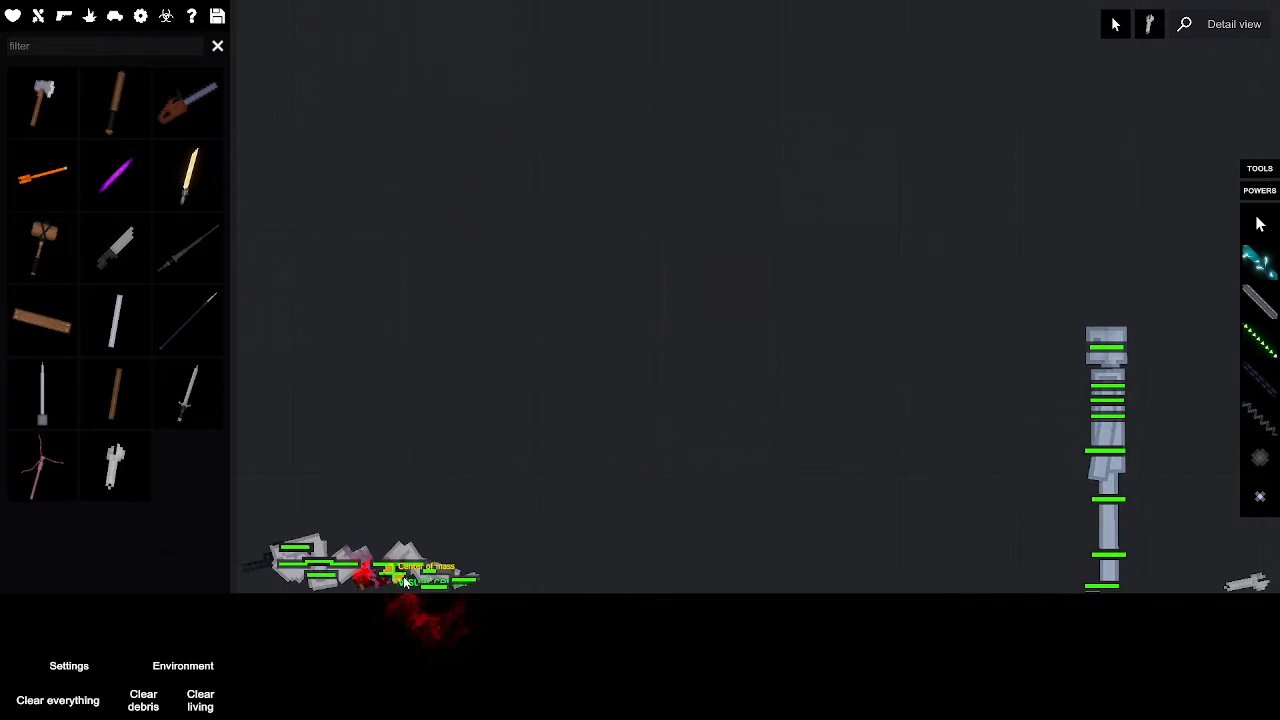 Detail view
filter
TOOLS
POWERS
Center of mass
Settings
Environment
Clear everything
Clear
debris
Clear
living